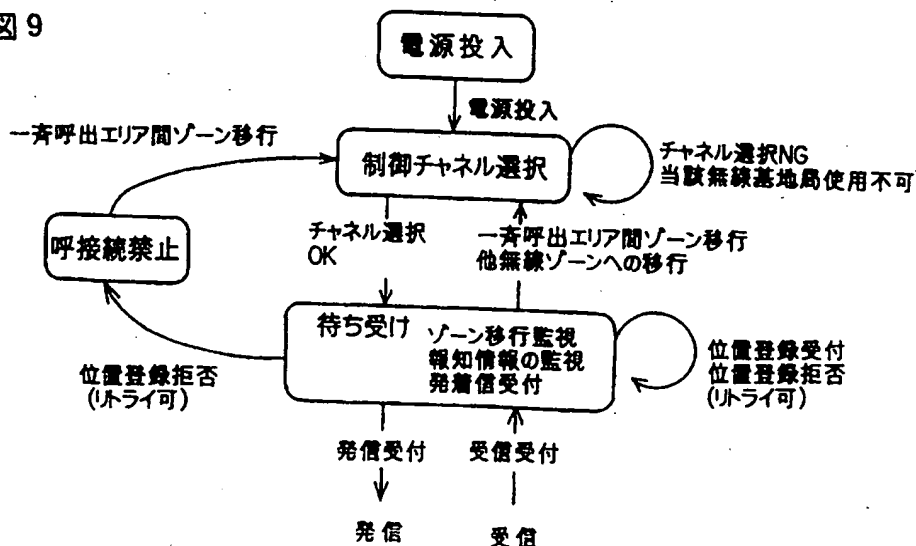 図9
電源投入
電源投入
一斉呼出エリア間ゾーン移行
制御チャネル選択
チャネル選択NG
当該無線基地局使用不可
チャネル選択
OK
一斉呼出エリア間ゾーン移行
他無線ゾーンへの移行
呼接続禁止
待ち受け
ゾーン移行監視
報知情報の監視
発着信受付
位置登録受付
位置登録拒否
(リトライ可)
位置登録拒否
(リトライ可)
発信受付
受信受付
発信
受信